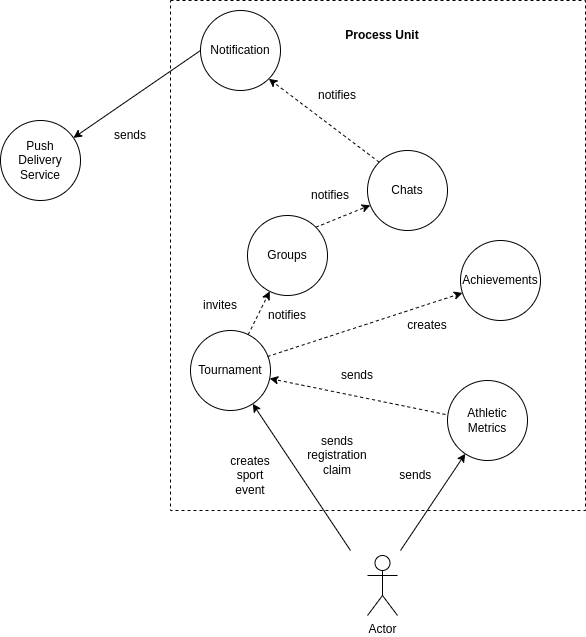 Process Unit
Notification
notifies
sends
Push
Delivery
Service
Chats
notifies
Groups
Achievements
invites
notifies
creates
Tournament
sends
Athletic
Metrics
sends
registration
claim
creates
sport
event
sends
Actor